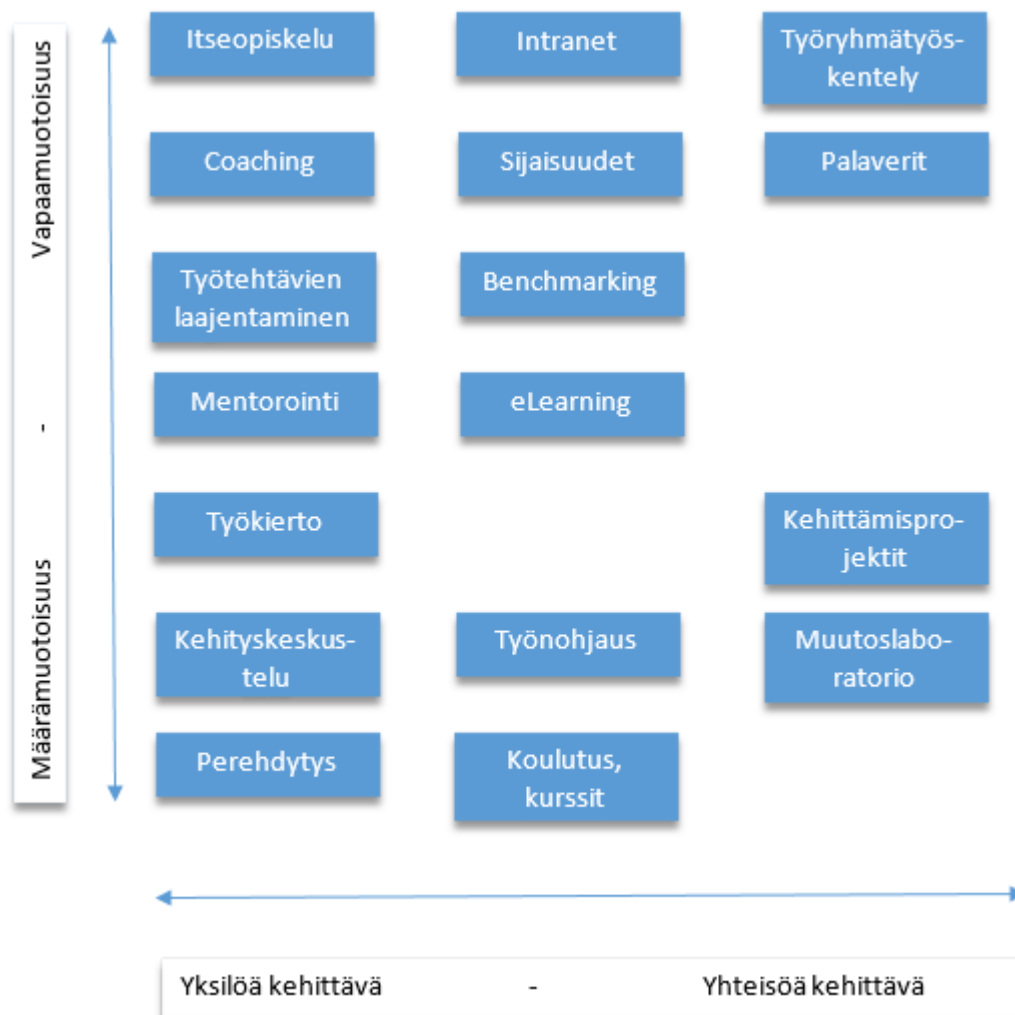 Vapaamuotoisuus
-
Määrämuotoisuus
Itseopiskelu
Intranet
Työryhmätyös-
kentely
Coaching
Sijaisuudet
Palaverit
Työtehtävien
laajentaminen
Benchmarking
Mentorointi
eLearning
Työkierto
Kehittämispro-
jektit
Kehityskeskus-
telu
Työnohjaus
Muutoslabo-
ratorio
Perehdytys
Koulutus,
kurssit
Yksilöä kehittävä - Yhteisöä kehittävä